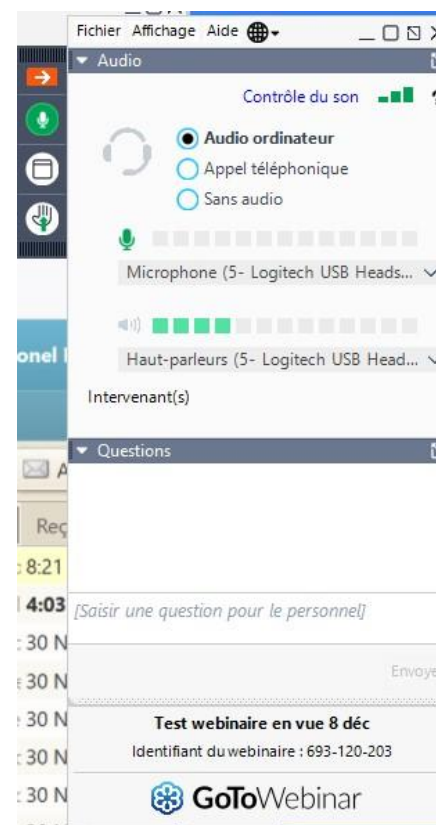 Fichier Affichage Aide
Audio
Contrôle du son
?
Audio ordinateur
Appel téléphonique
Sans audio
Microphone (5- Logitech USB Heads...
Haut-parleurs (5- Logitech USB Head...
Intervenant(s)
onel
Questions
A
Reç
8:21
4:03
[Saisir une question pour le personnel]
30 N
Envoye
30 N
30 N
Test webinaire en vue 8 déc
30 N
Identifiant du webinaire : 693-120-203
30 N
GoToWebinar